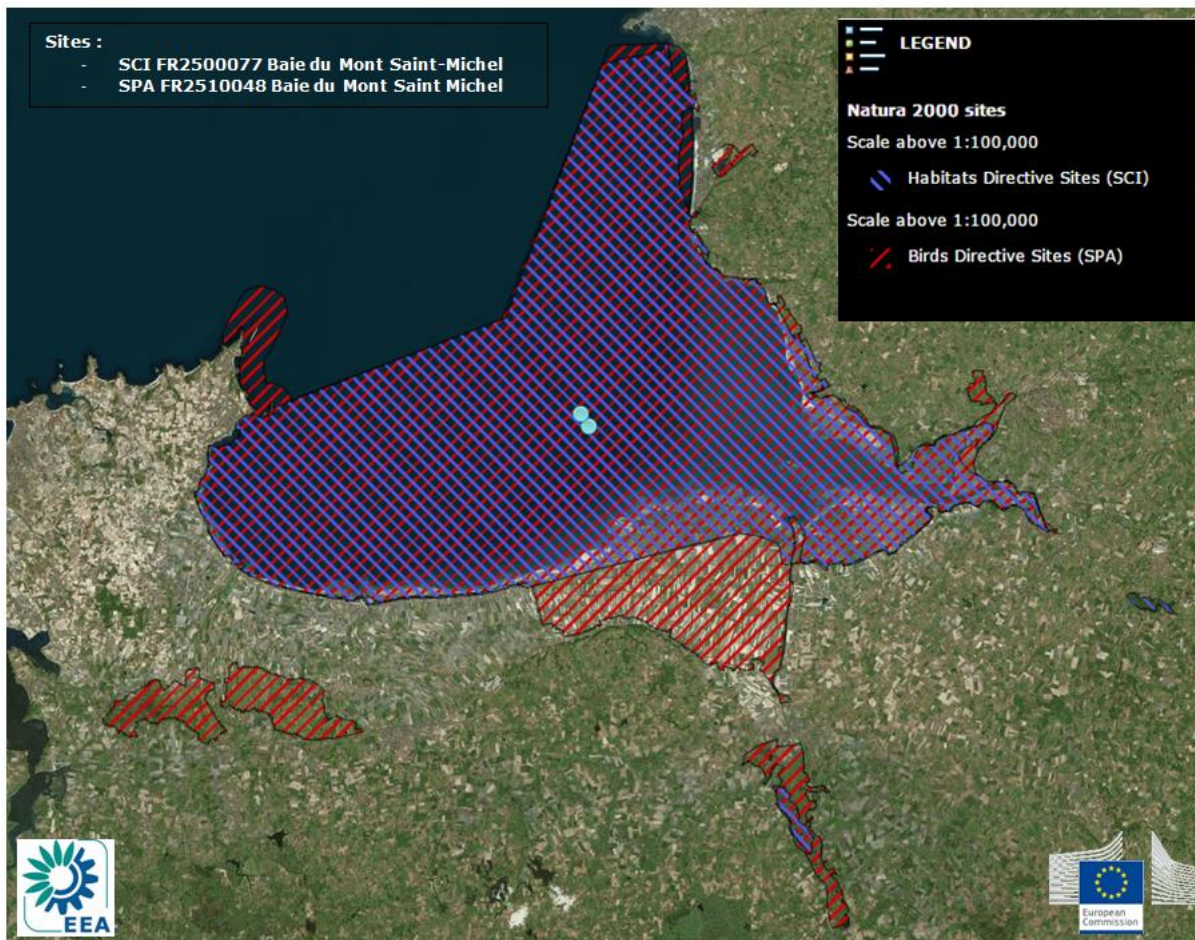 Sites :
- SCI FR2500077 Baie du Mont Saint-Michel
- SPA FR2510048 Baie du Mont Saint Michel
LEGEND
Natura 2000 sites
Scale above 1:100,000
Habitats Directive Sites (SCI)
Scale above 1:100,000
Birds Directive Sites (SPA)
EEA
European
Commission